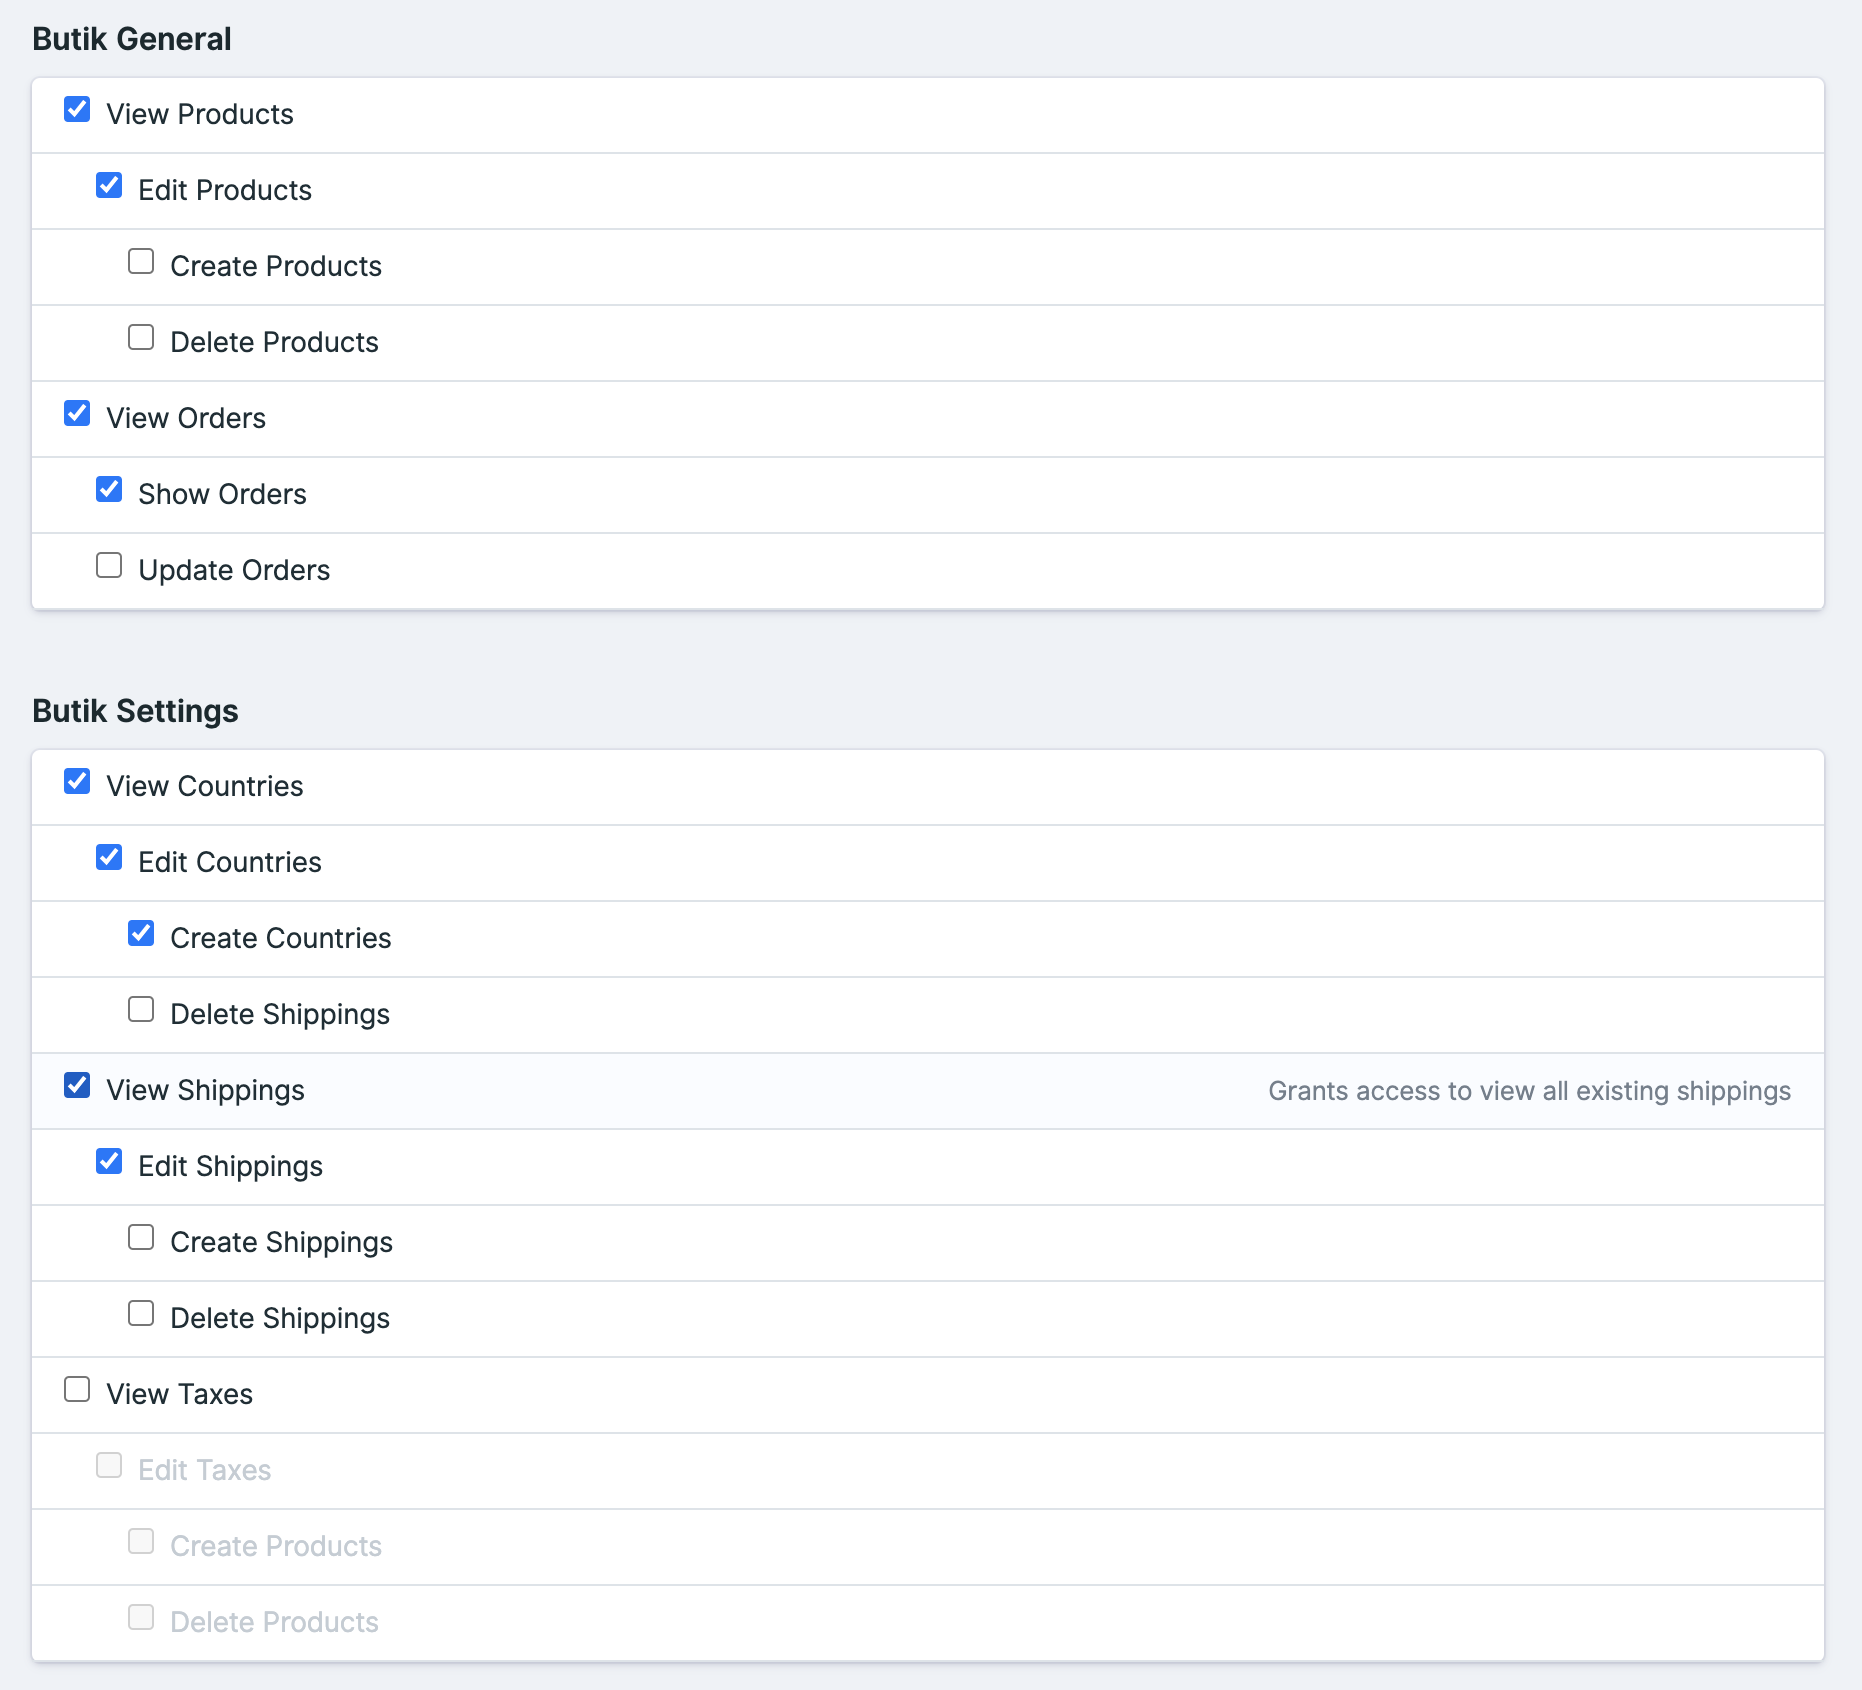 Butik General
View Products
Edit Products
Create Products
Delete Products
View Orders
Show Orders
Update Orders
Butik Settings
View Countries
Edit Countries
Create Countries
Delete Shippings
View Shippings Grants access to view all existing shippings
Edit Shippings
Create Shippings
Delete Shippings
View Taxes
Edit Taxes
Create Products
Delete Products